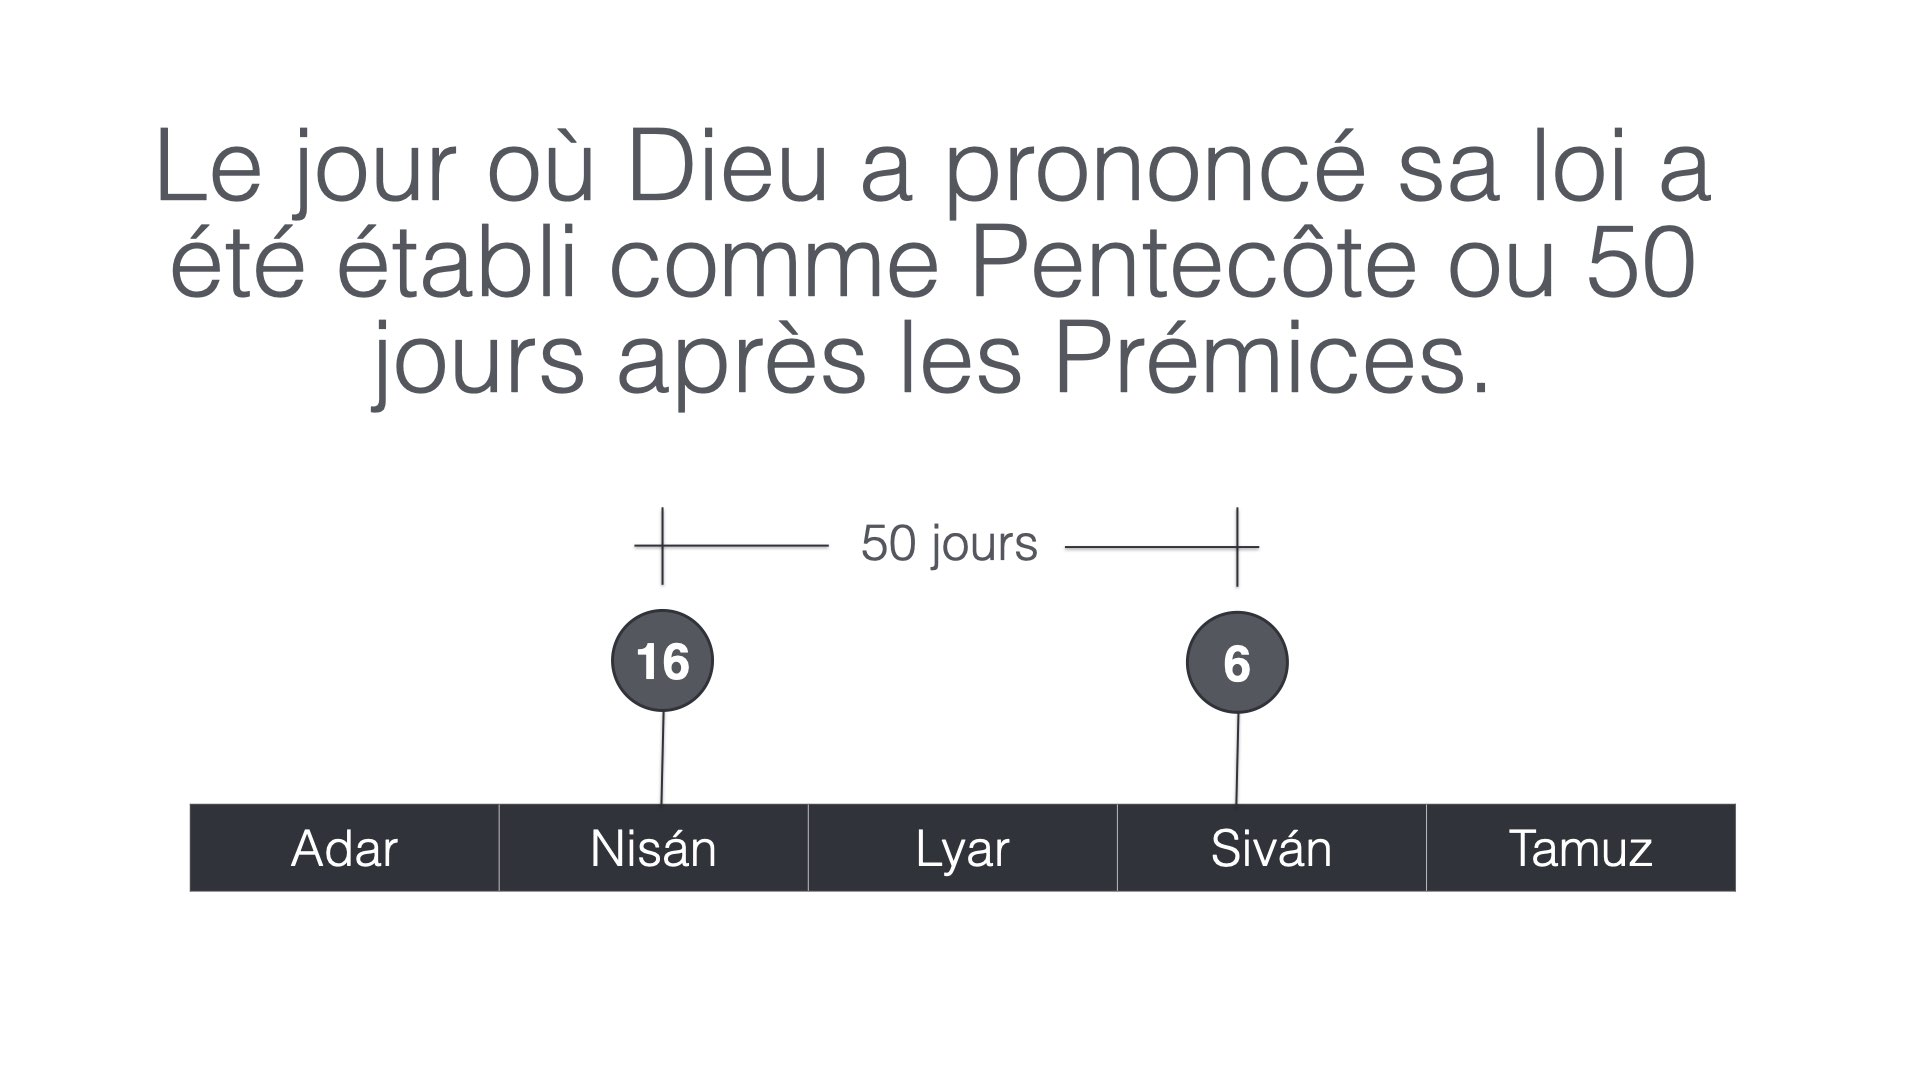 Le jour où Dieu a prononcé sa loi a
été établi comme Pentecôte ou 50
jours après les Prémices.
50 jours
16
6
Adar
Nisán
Lyar
Siván
Tamuz